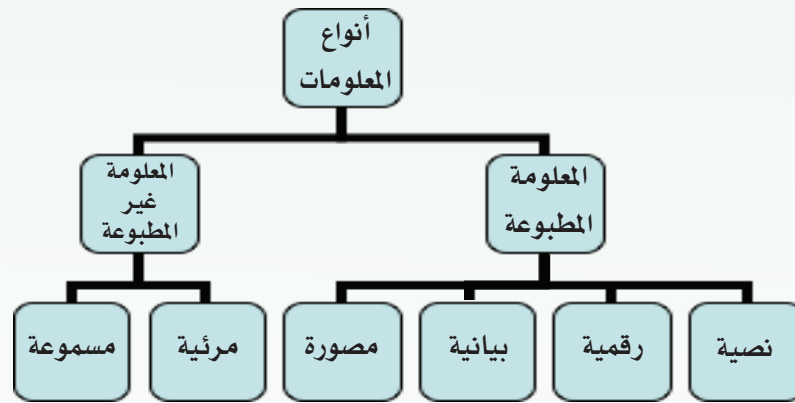 أنواع
المعلومات
المعلومة
المطبوعة
المعلومة
غير
المطبوعة
نصية
رقمية
بيانية
مصورة
مرئية
مسموعة